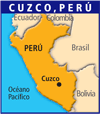 CUZCO, PERÚ
Ecuador
Colombia
PERÚ
Brasil
Cuzco
Océano
Pacífico
Bolivia